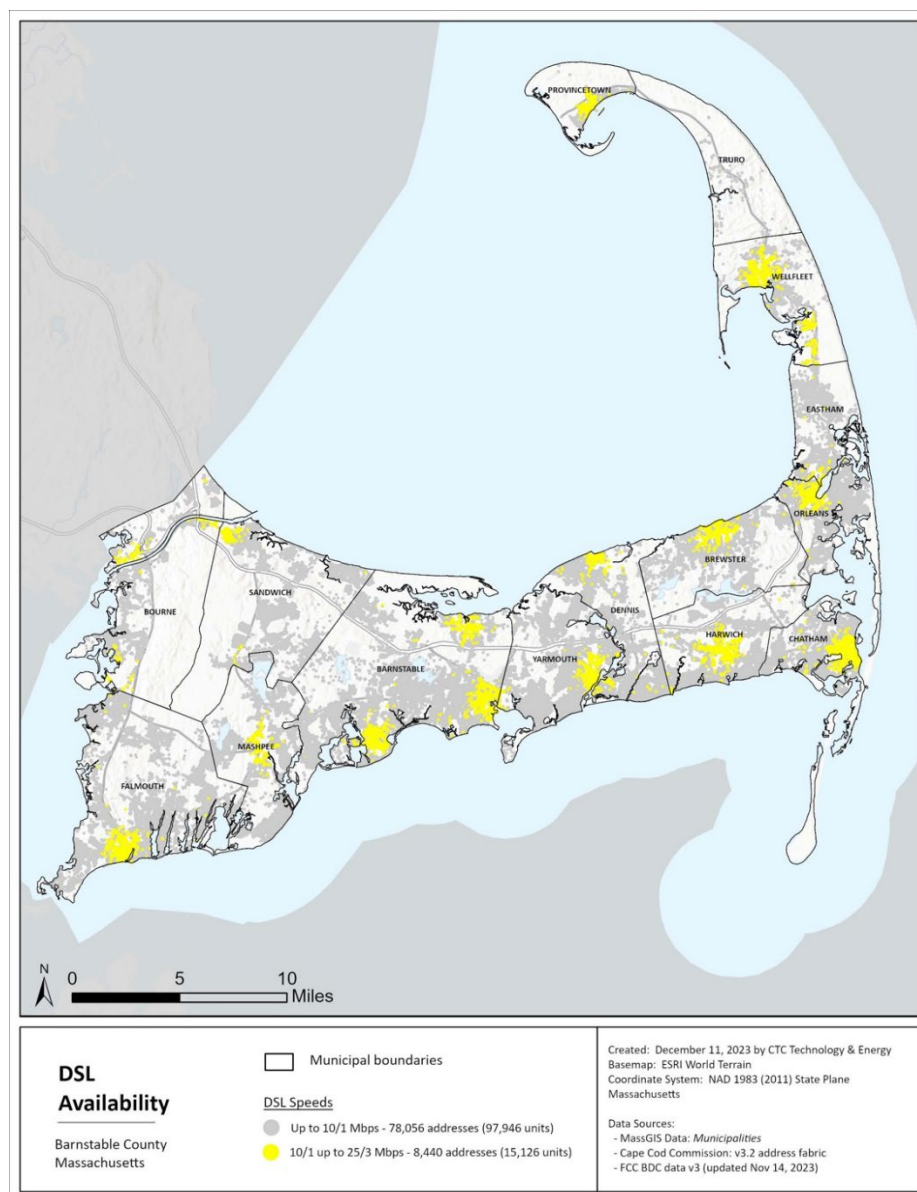 PROVINCETOWN
TRURO
WELLFLEET
EASTHAM
ORLEANS
BREWSTER
SANDWICH
BOURNE
DENNIS
HARWICH
CHATHAM
YARMOUTH
BARNSTABLE
MASHPEE
FALMOUTH
N
0 5 10
Miles
DSL
Availability
Barnstable County
Massachusetts
Municipal boundaries
DSL Speeds
Up to 10/1 Mbps - 78,056 addresses (97,946 units)
10/1 up to 25/3 Mbps - 8,440 addresses (15,126 units)
Created: December 11, 2023 by CTC Technology & Energy
Basemap: ESRI World Terrain
Coordinate System: NAD 1983 (2011) State Plane
Massachusetts
Data Sources:
- MassGIS Data: Municipalities
- Cape Cod Commission: v3.2 address fabric
- FCC BDC data v3 (updated Nov 14, 2023)